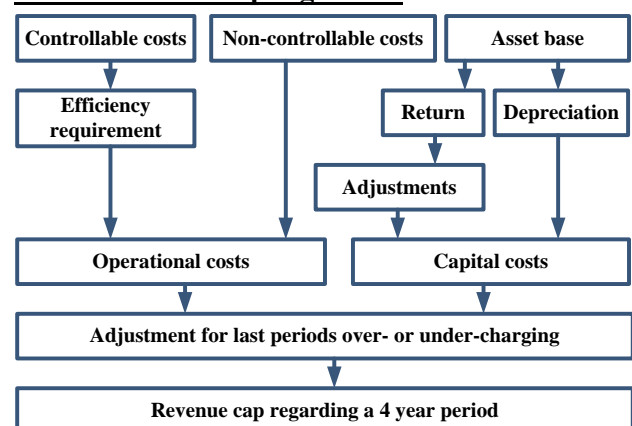 Controllable costs
Non-controllable costs
Asset base
Efficiency
requirement
Return
Depreciation
Adjustments
Operational costs
Capital costs
Adjustment for last periods over- or under-charging
Revenue cap regarding a 4 year period